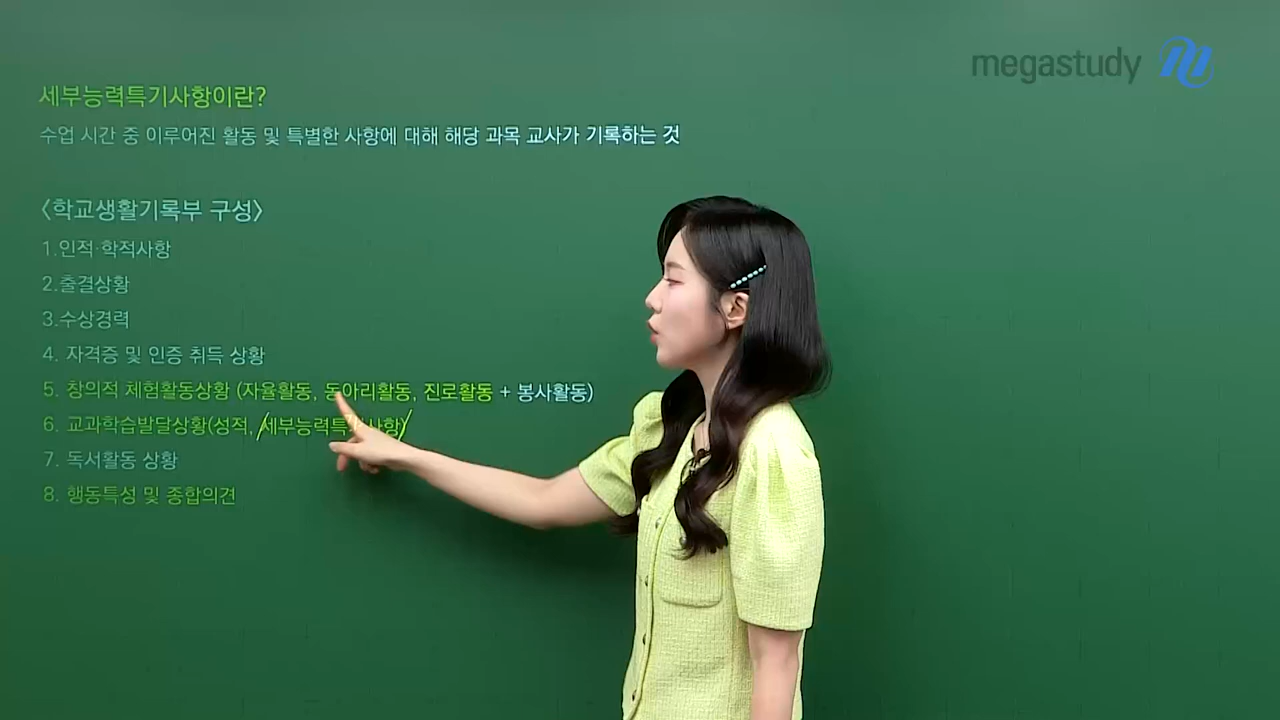 megastudy
세부능력특기사항이란?
수업 시간 중 이루어진 활동 및 특별한 사항에 대해 해당 과목 교사가 기록하는 것
<학교생활기록부 구성>
1.인적·학적사항
2.출결상황
3.수상경력
4. 자격증 및 인증 취득 상황
5. 창의적 체험활동상황 (자율활동, 동아리활동, 진로활동 + 봉사활동)
6. 교과학습발달상황(성적, 세부능력특기사항)
7. 독서활동 상황
8. 행동특성 및 종합의견